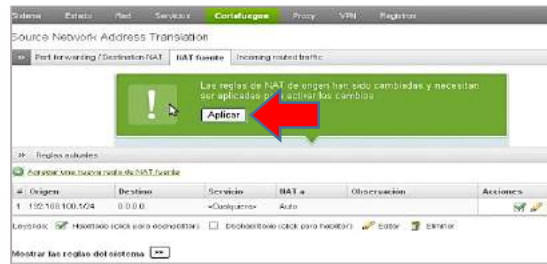 Sistema Estado Red Servicios Cortafuegos Proxy VPN Registros
Source Network Address Translation
Port forwarding / Destination NAT NAT fuente Incoming routed traffic
Las reglas de NAT de origen han sido cambiadas y necesitan
ser aplicadas para activar los cambios
Aplicar
Reglas actuales
Agregar una nueva regla de NAT fuente
# Origen Destino Servicio NAT a Observación Acciones
1 192.168.100.1/24 0.0.0.0 <Cualquiera> Auto
Leyenda: Habilitado (click para deshabilitar) Deshabilitado (click para habilitar) Editar Eliminar
Mostrar las reglas del sistema >>